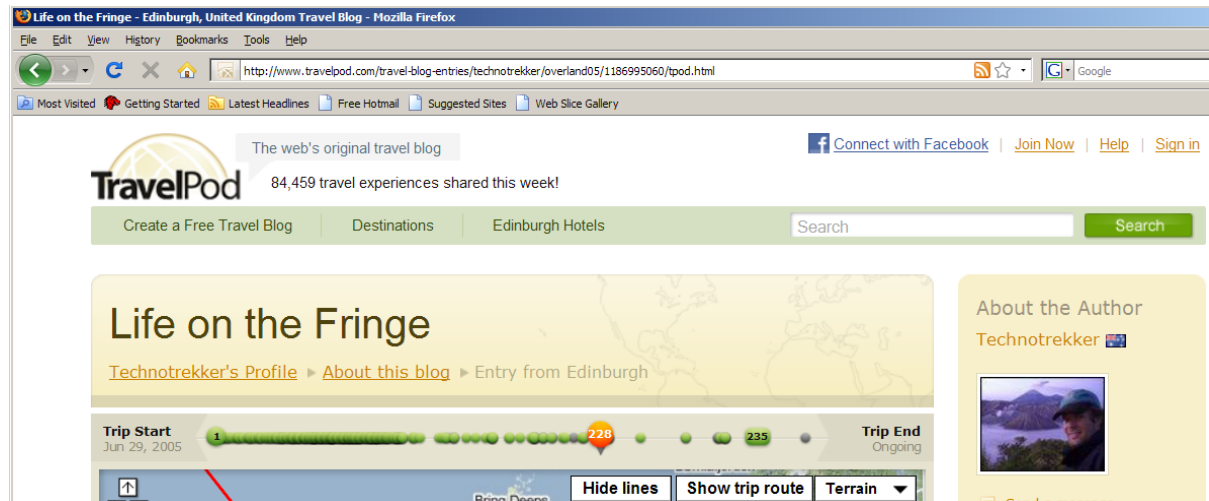 Life on the Fringe - Edinburgh, United Kingdom Travel Blog - Mozilla Firefox
File Edit View History Bookmarks Tools Help
http://www.travelpod.com/travel-blog-entries/technotrekker/overland05/1186995060/tpod.html
G Google
Most Visited Getting Started Latest Headlines Free Hotmail Suggested Sites Web Slice Gallery
The web's original travel blog
f Connect with Facebook | Join Now | Help | Sign in
TravelPod
84,459 travel experiences shared this week!
Create a Free Travel Blog Destinations Edinburgh Hotels Search Search
Life on the Fringe
Technotrekker's Profile ▸ About this blog ▸ Entry from Edinburgh
About the Author
Technotrekker
Trip Start
Jun 29, 2005
1 228 235
Trip End
Ongoing
Bring Deeps
Hide lines Show trip route Terrain